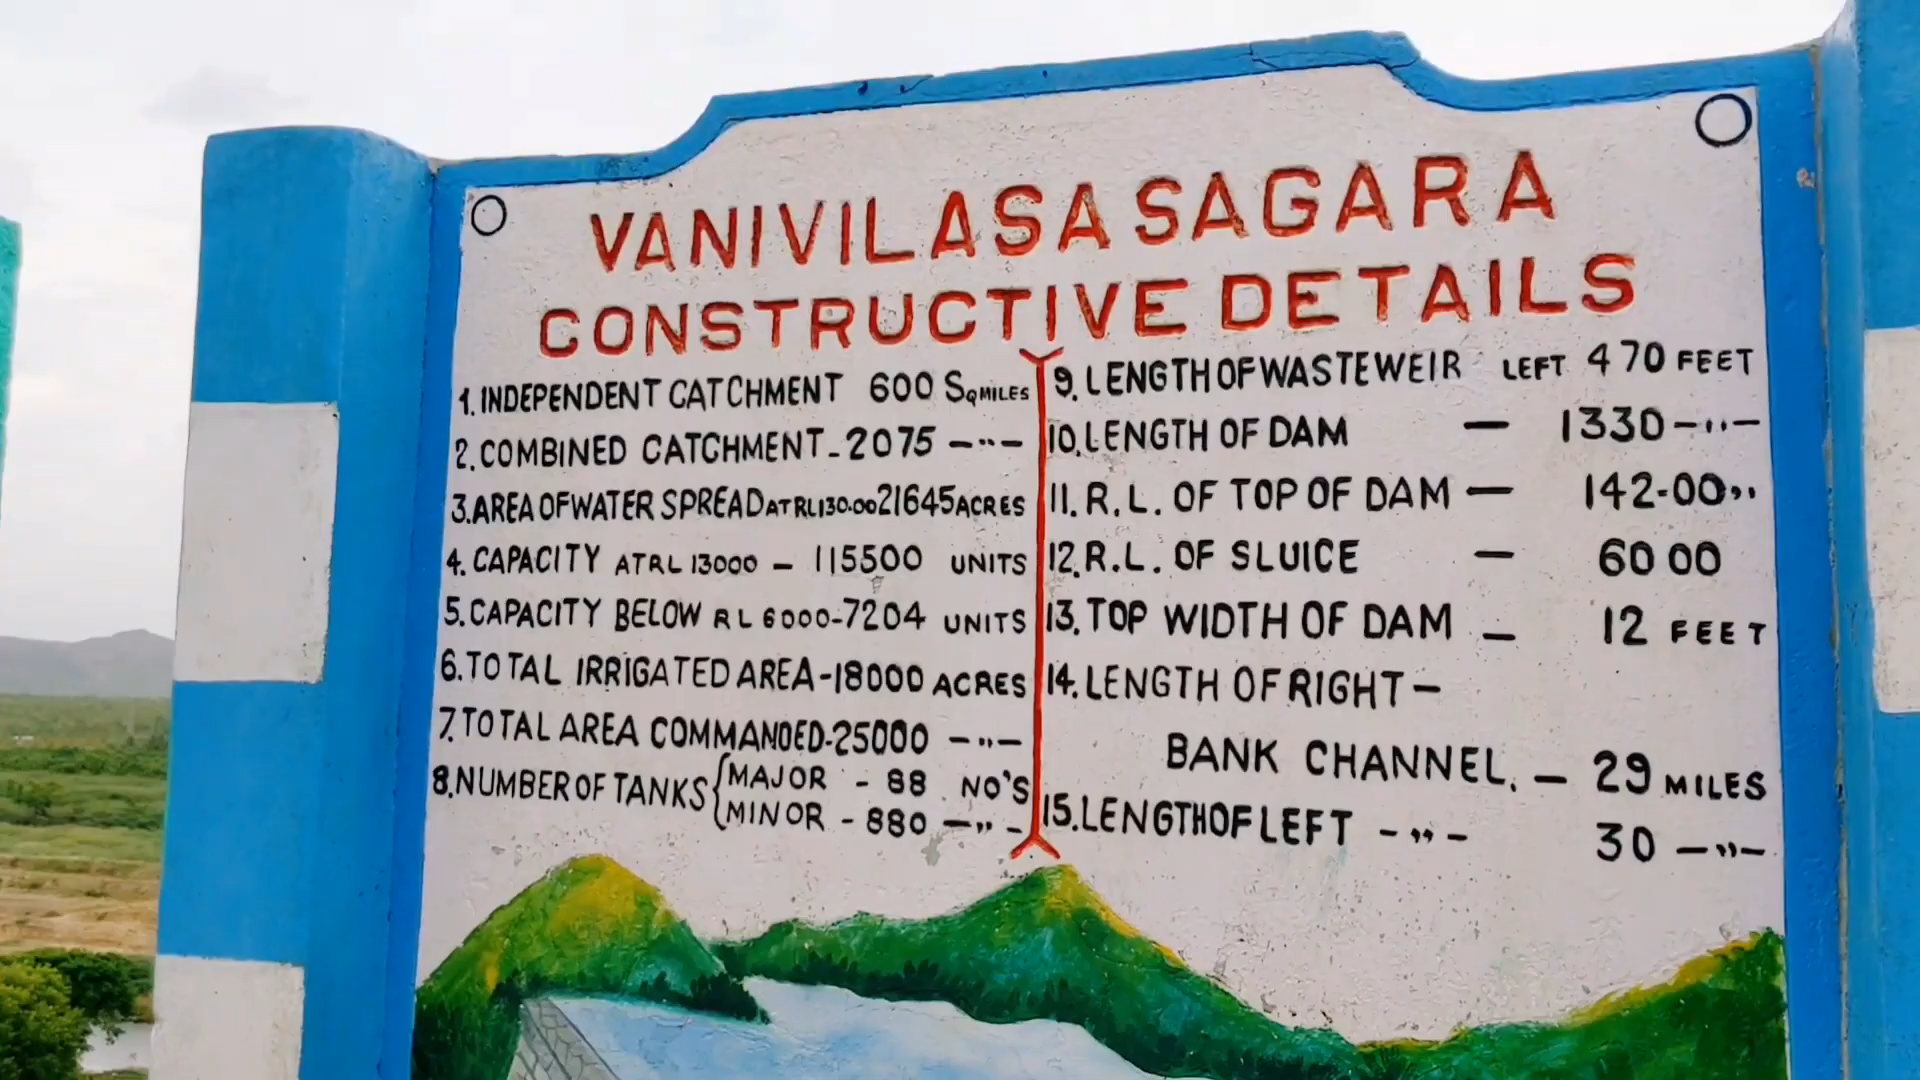 VANIVILASA SAGARA
CONSTRUCTIVE DETAILS
1. INDEPENDENT CATCHMENT 600 SQ MILES
2. COMBINED CATCHMENT - 2075 — " —
3. AREA OF WATER SPREAD AT RL 130.00 21645 ACRES
4. CAPACITY AT RL 13000 — 115500 UNITS
5. CAPACITY BELOW RL 6000 - 7204 UNITS
6. TOTAL IRRIGATED AREA - 18000 ACRES
7. TOTAL AREA COMMANDED - 25000 — " —
8. NUMBER OF TANKS { MAJOR - 88 NO'S
MINOR - 880 — " -
9. LENGTH OF WASTE WEIR LEFT 470 FEET
10. LENGTH OF DAM — 1330 — " —
11. R.L. OF TOP OF DAM — 142-00 "
12. R.L. OF SLUICE — 60 00
13. TOP WIDTH OF DAM — 12 FEET
14. LENGTH OF RIGHT —
BANK CHANNEL. — 29 MILES
15. LENGTH OF LEFT - " - 30 — " —